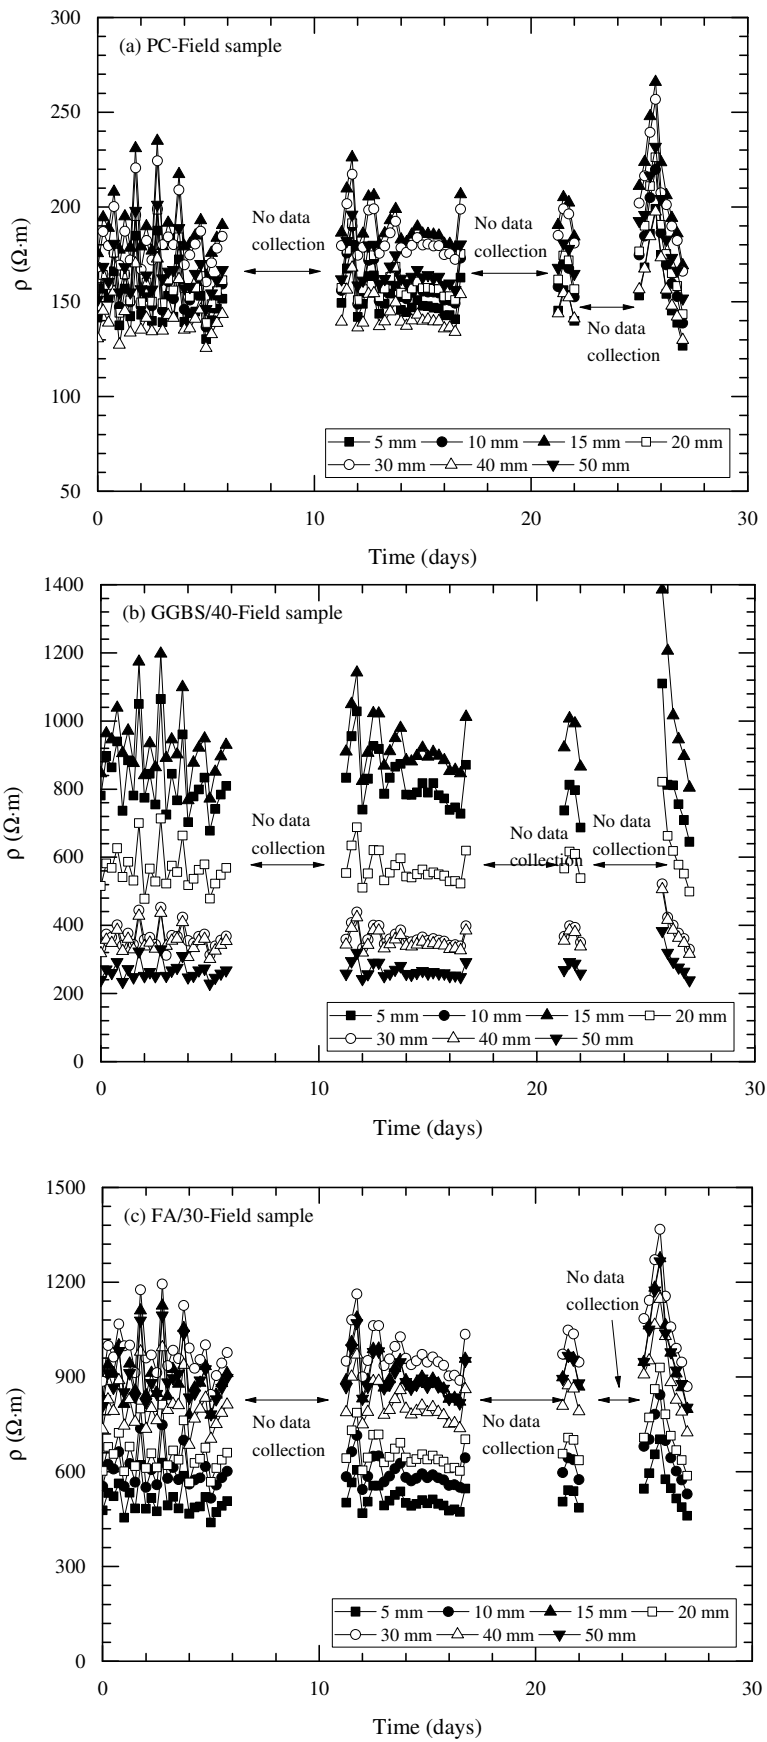 300
(a) PC-Field sample
250
200
No data
collection
No data
collection
150
No data
collection
100
5 mm 10 mm 15 mm 20 mm
30 mm 40 mm 50 mm
50
0 10 20 30
Time (days)
ρ (Ω·m)
1400
(b) GGBS/40-Field sample
1200
1000
800
No data
collection
No data
collection
No data
collection
600
400
200
5 mm 10 mm 15 mm 20 mm
30 mm 40 mm 50 mm
0
0 10 20 30
Time (days)
ρ (Ω·m)
1500
(c) FA/30-Field sample
No data
collection
1200
900
No data
collection
No data
collection
600
300
5 mm 10 mm 15 mm 20 mm
30 mm 40 mm 50 mm
0
0 10 20 30
Time (days)
ρ (Ω·m)